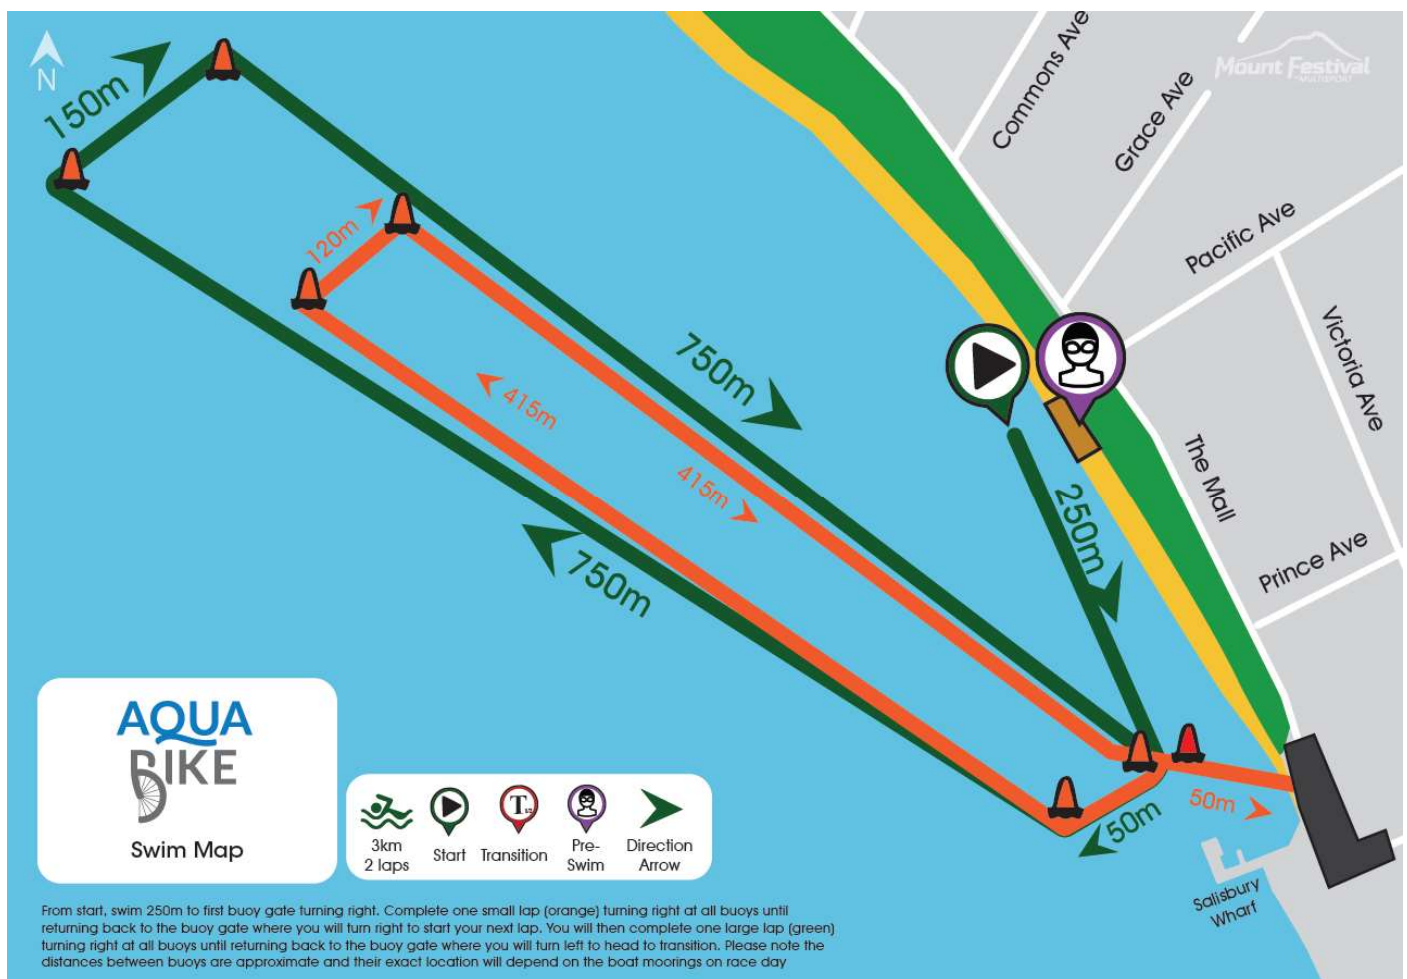 N
150m
120m
415m
415m
750m
750m
250m
50m
50m
Commons Ave
Grace Ave
Mount Festival
MULTISPORT
Pacific Ave
Victoria Ave
The Mall
Prince Ave
Salisbury
Wharf
AQUA
BIKE
Swim Map
3km
2 laps
Start
T1/2
Transition
Pre-
Swim
Direction
Arrow
From start, swim 250m to first buoy gate turning right. Complete one small lap (orange) turning right at all buoys until
returning back to the buoy gate where you will turn right to start your next lap. You will then complete one large lap (green)
turning right at all buoys until returning back to the buoy gate where you will turn left to head to transition. Please note the
distances between buoys are approximate and their exact location will depend on the boat moorings on race day